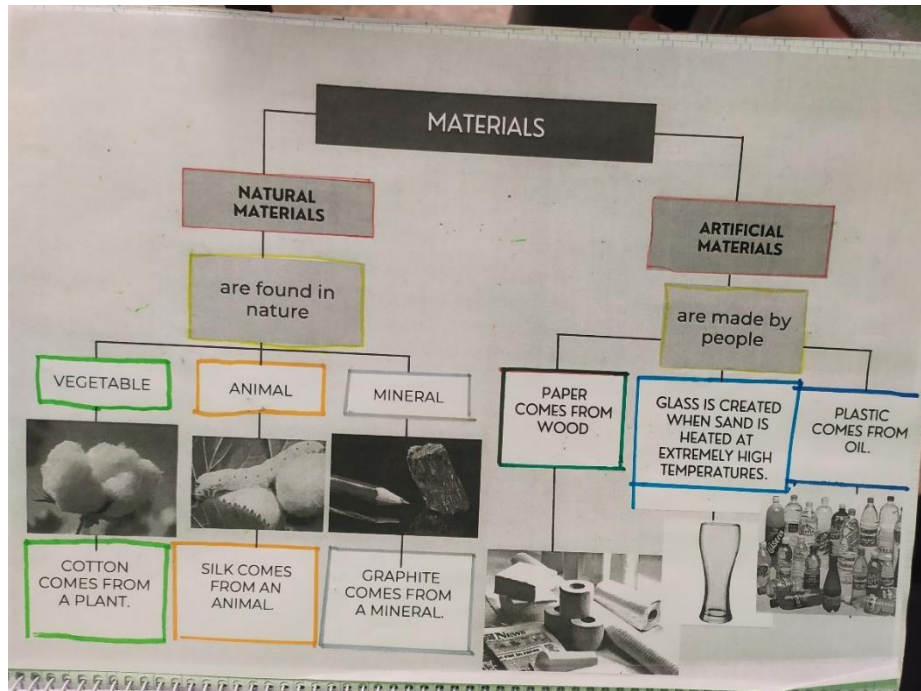 MATERIALS
NATURAL
MATERIALS
are found in
nature
VEGETABLE
ANIMAL
MINERAL
COTTON
COMES FROM
A PLANT.
SILK COMES
FROM AN
ANIMAL.
GRAPHITE
COMES FROM
A MINERAL.
ARTIFICIAL
MATERIALS
are made by
people
PAPER
COMES FROM
WOOD
GLASS IS CREATED
WHEN SAND IS
HEATED AT
EXTREMELY HIGH
TEMPERATURES.
PLASTIC
COMES FROM
OIL.
NEWS